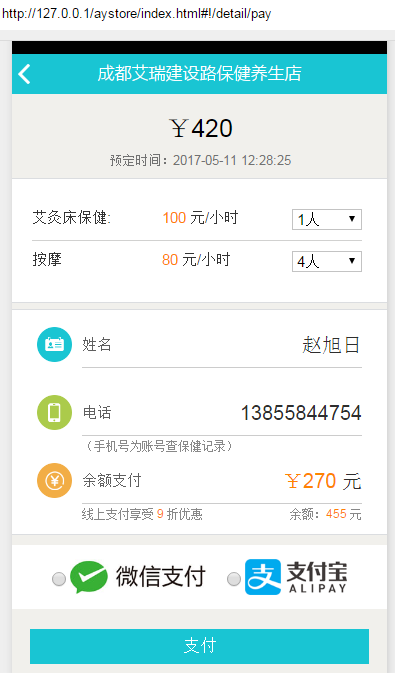 http://127.0.0.1/aystore/index.html#!/detail/pay
成都艾瑞建设路保健养生店
￥420
预定时间：2017-05-11 12:28:25
艾灸床保健: 100 元/小时 1人
按摩 80 元/小时 4人
姓名 赵旭日
电话 13855844754
（手机号为账号查保健记录）
余额支付 ￥270 元
线上支付享受 9 折优惠 余额：455 元
微信支付 支付宝
ALIPAY
支付